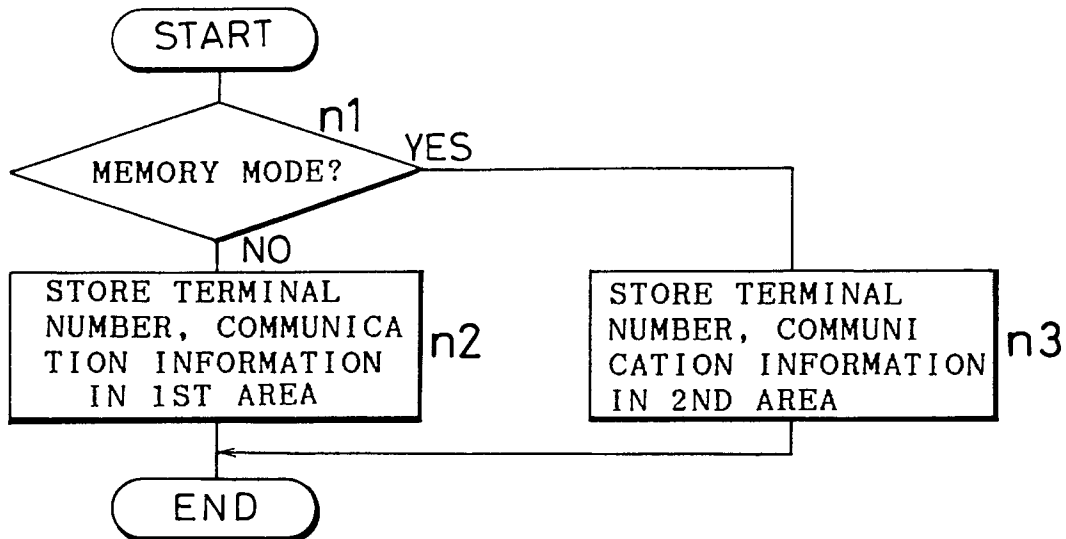 START
n1
MEMORY MODE?
YES
NO
STORE TERMINAL
NUMBER, COMMUNICA
TION INFORMATION
IN 1ST AREA
n2
STORE TERMINAL
NUMBER, COMMUNI
CATION INFORMATION
IN 2ND AREA
n3
END